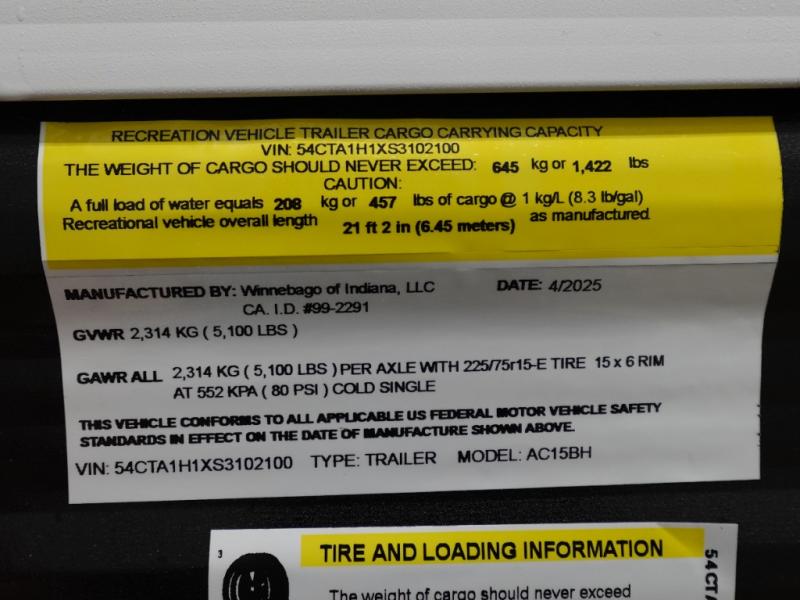 RECREATION VEHICLE TRAILER CARGO CARRYING CAPACITY
VIN: 54CTA1H1XS3102100
THE WEIGHT OF CARGO SHOULD NEVER EXCEED: 645 kg or 1,422 lbs
CAUTION:
A full load of water equals 208 kg or 457 lbs of cargo @ 1 kg/L (8.3 lb/gal)
Recreational vehicle overall length 21 ft 2 in (6.45 meters) as manufactured
MANUFACTURED BY: Winnebago of Indiana, LLC DATE: 4/2025
CA. I.D. #99-2291
GVWR 2,314 KG ( 5,100 LBS )
GAWR ALL 2,314 KG ( 5,100 LBS ) PER AXLE WITH 225/75r15-E TIRE 15 x 6 RIM
AT 552 KPA ( 80 PSI ) COLD SINGLE
THIS VEHICLE CONFORMS TO ALL APPLICABLE US FEDERAL MOTOR VEHICLE SAFETY
STANDARDS IN EFFECT ON THE DATE OF MANUFACTURE SHOWN ABOVE.
VIN: 54CTA1H1XS3102100 TYPE: TRAILER MODEL: AC15BH
3
TIRE AND LOADING INFORMATION
The weight of cargo should never exceed
54CT